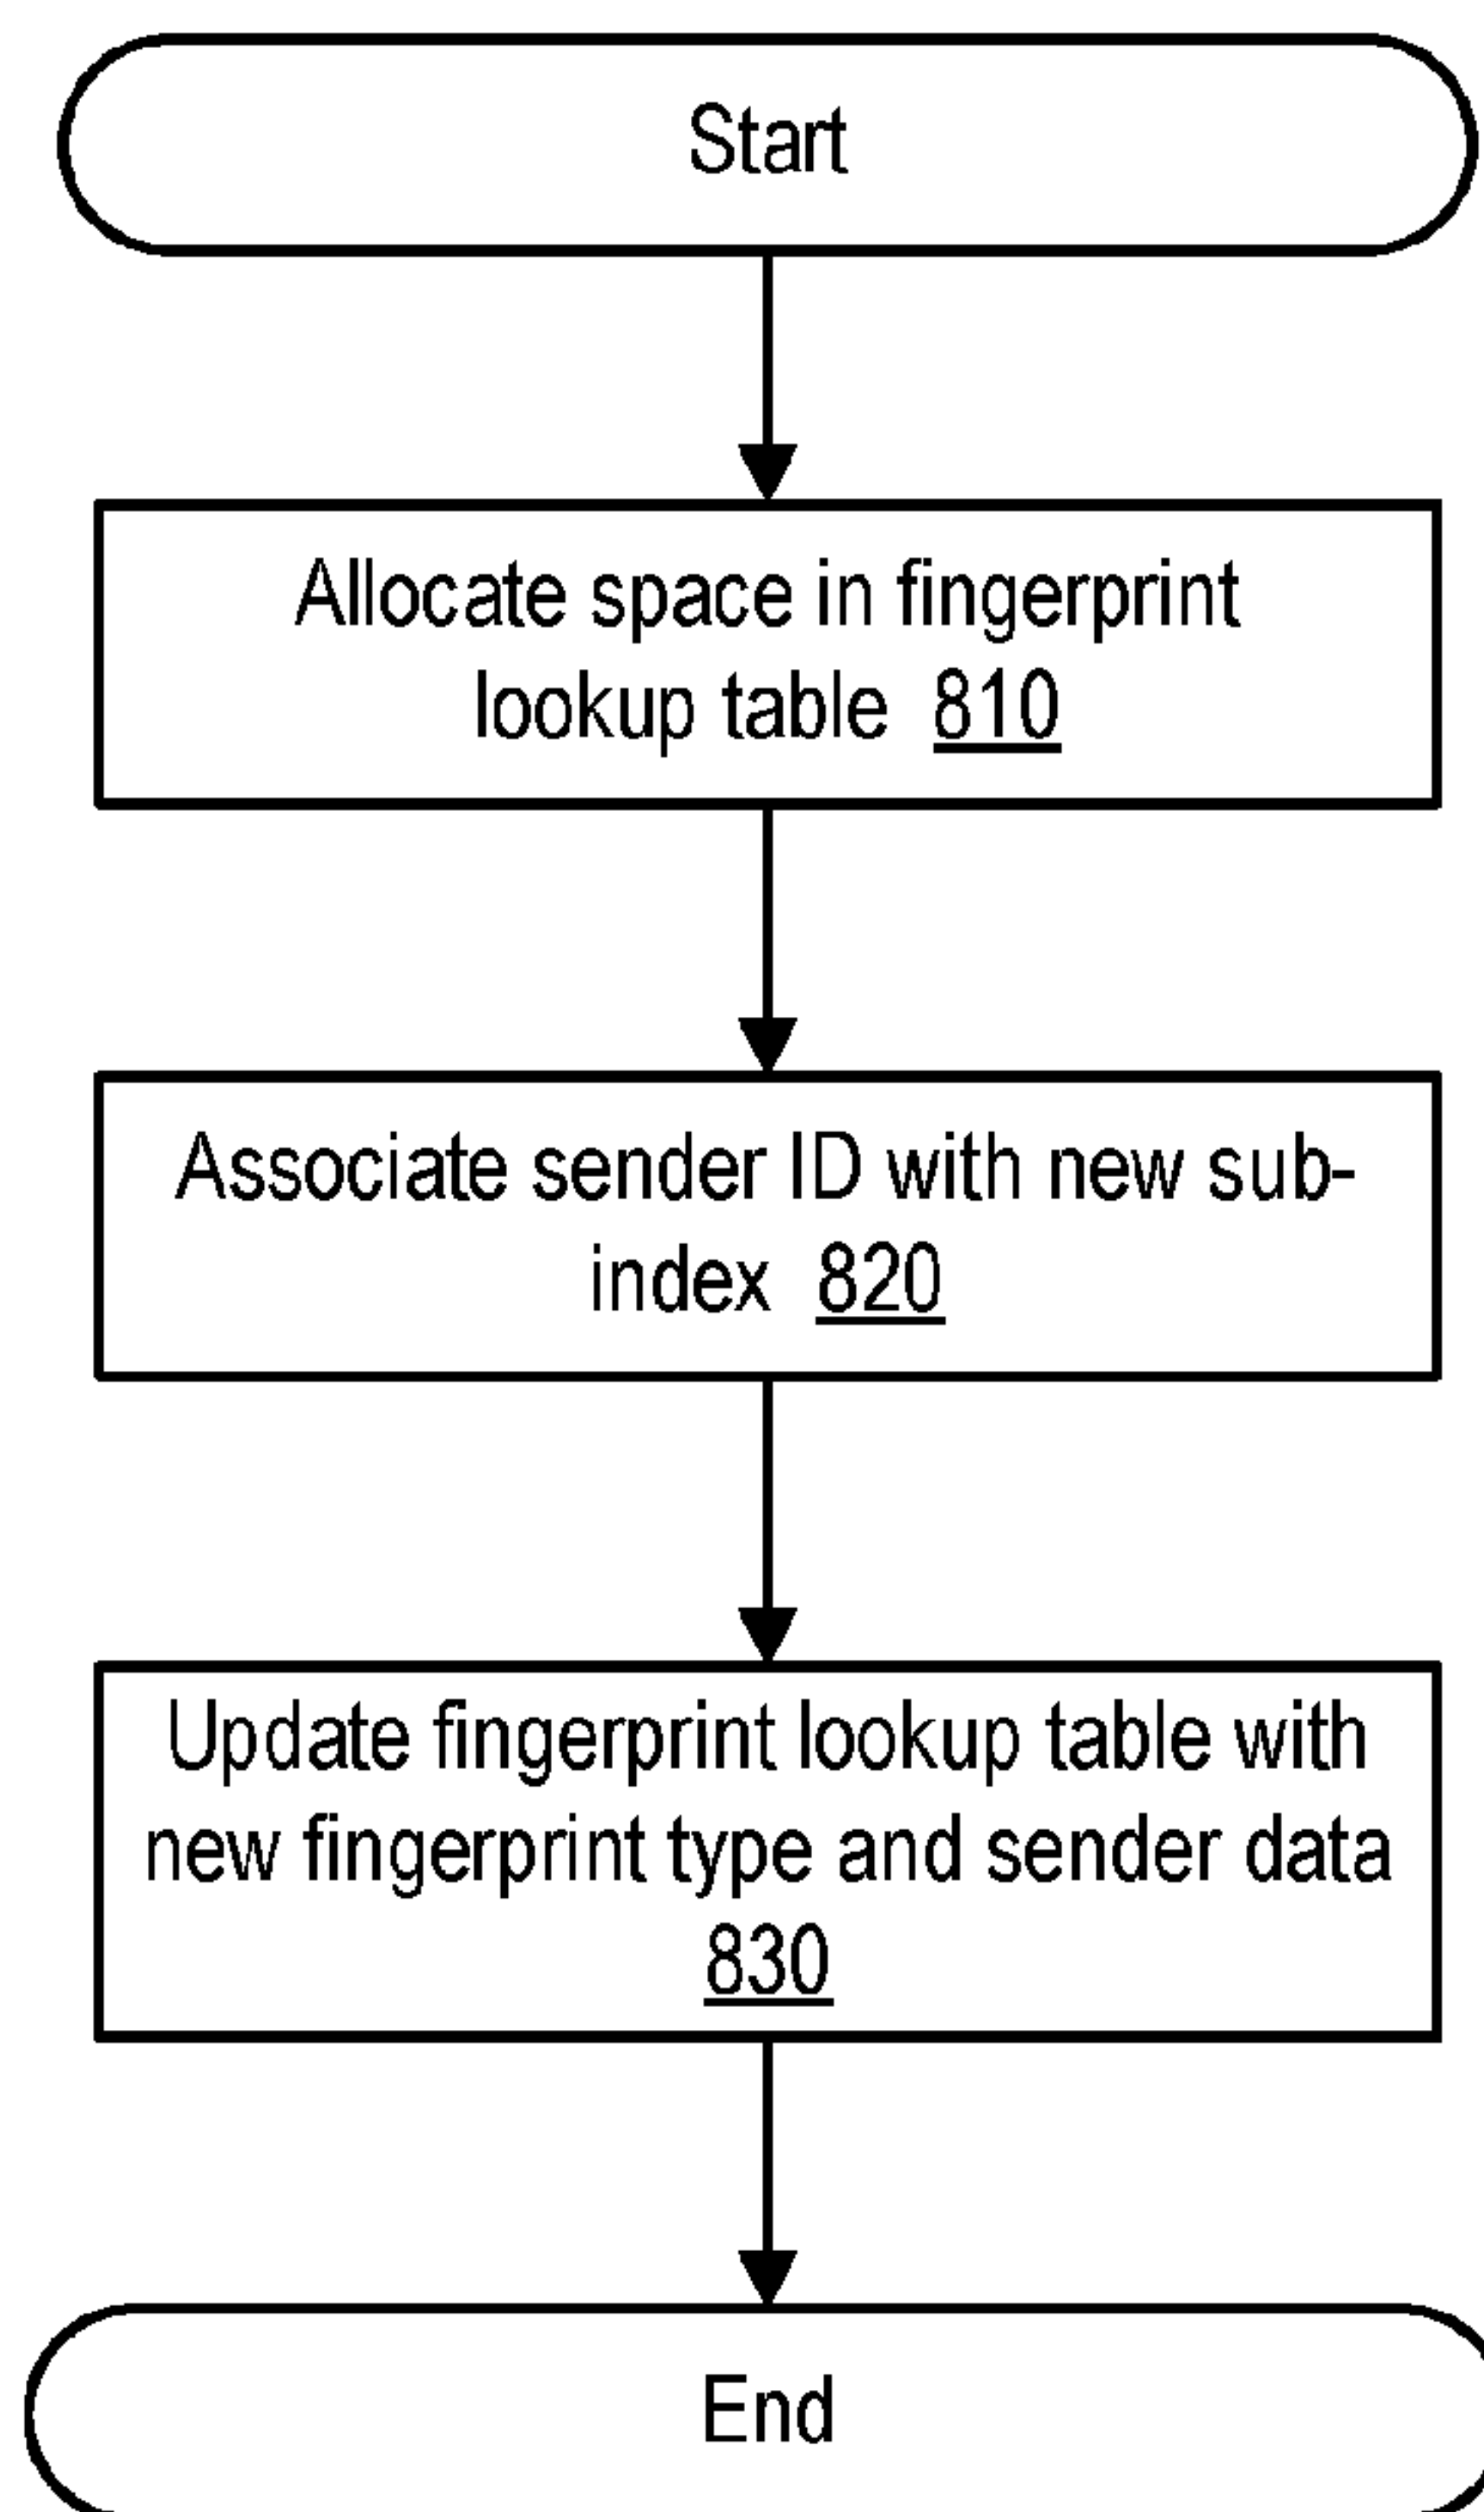 Start
Allocate space in fingerprint
lookup table 810
Associate sender ID with new sub-
index 820
Update fingerprint lookup table with
new fingerprint type and sender data
830
End